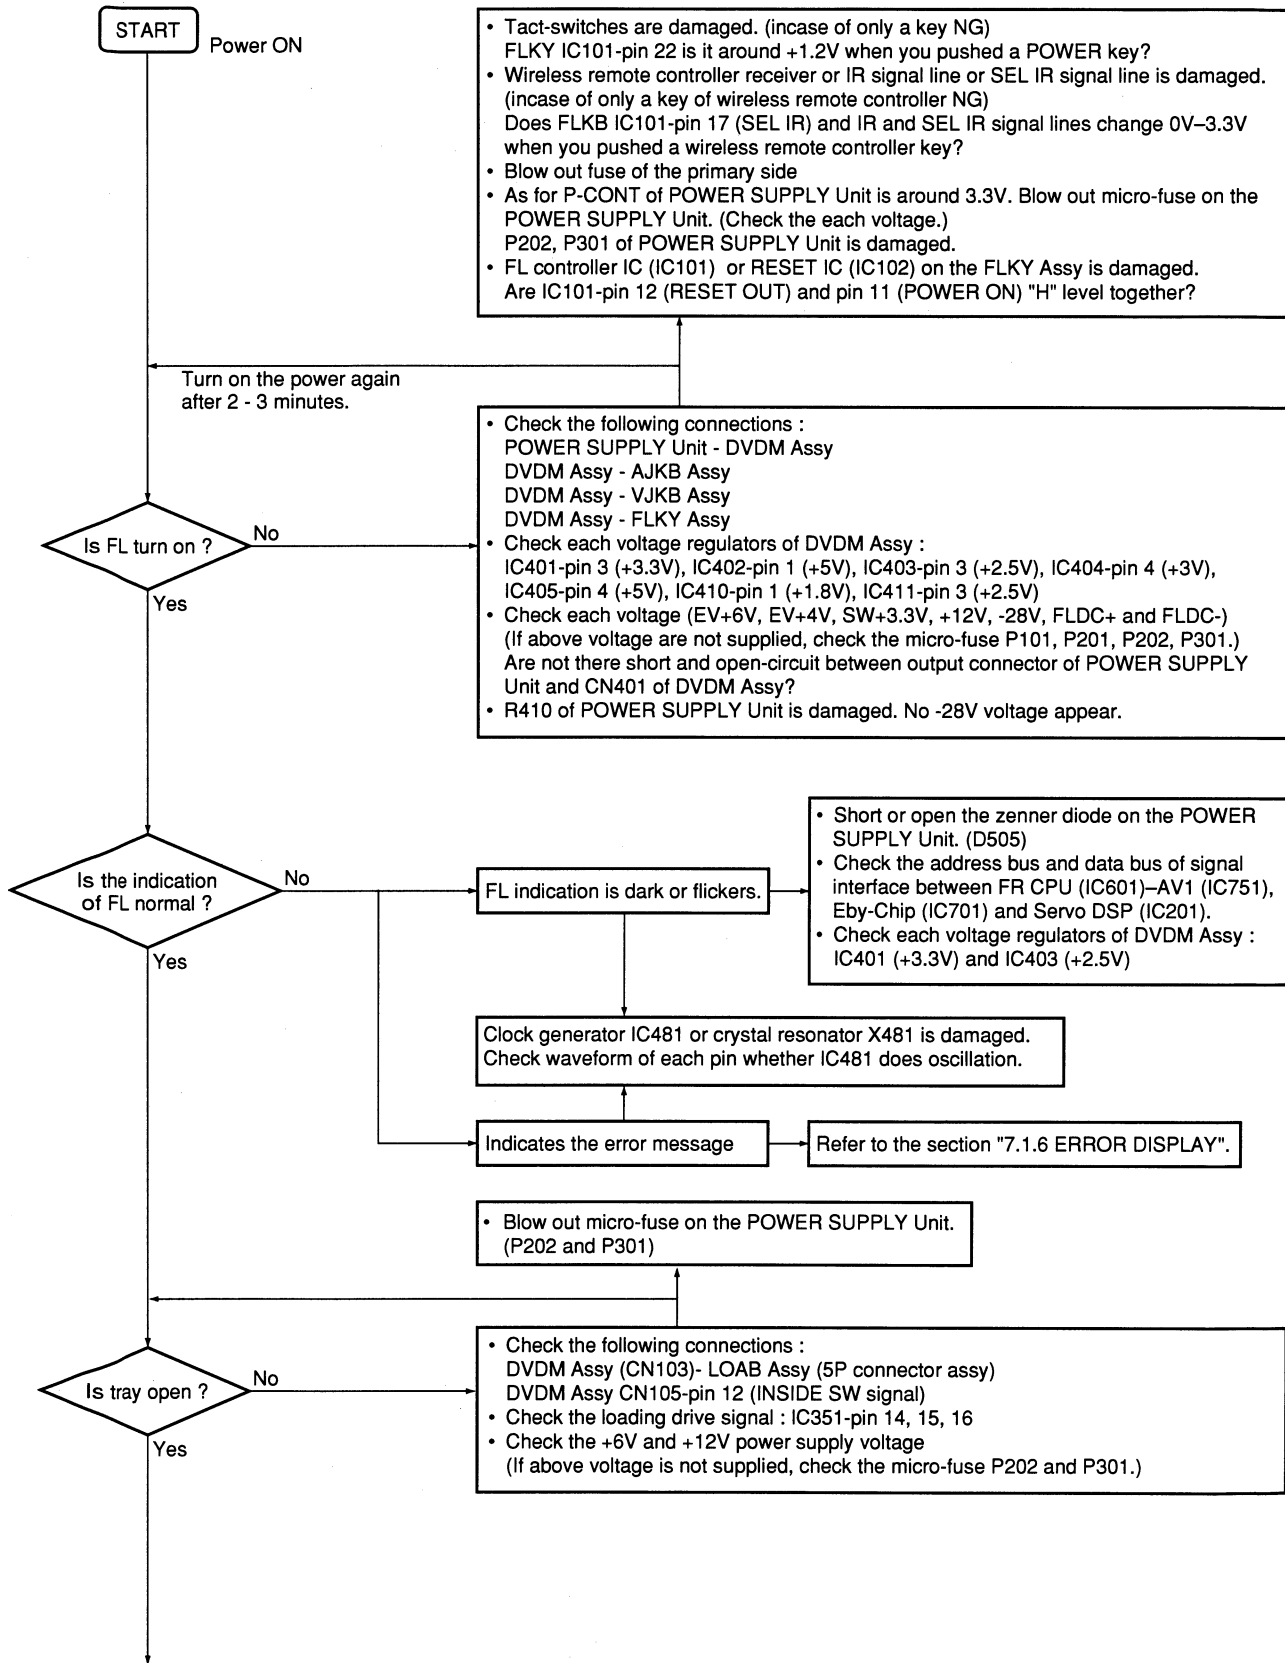 START
Power ON
• Tact-switches are damaged. (incase of only a key NG)
FLKY IC101-pin 22 is it around +1.2V when you pushed a POWER key?
• Wireless remote controller receiver or IR signal line or SEL IR signal line is damaged.
(incase of only a key of wireless remote controller NG)
Does FLKB IC101-pin 17 (SEL IR) and IR and SEL IR signal lines change 0V–3.3V
when you pushed a wireless remote controller key?
• Blow out fuse of the primary side
• As for P-CONT of POWER SUPPLY Unit is around 3.3V. Blow out micro-fuse on the
POWER SUPPLY Unit. (Check the each voltage.)
P202, P301 of POWER SUPPLY Unit is damaged.
• FL controller IC (IC101) or RESET IC (IC102) on the FLKY Assy is damaged.
Are IC101-pin 12 (RESET OUT) and pin 11 (POWER ON) "H" level together?
Turn on the power again
after 2 - 3 minutes.
Is FL turn on ?
No
Yes
• Check the following connections :
POWER SUPPLY Unit - DVDM Assy
DVDM Assy - AJKB Assy
DVDM Assy - VJKB Assy
DVDM Assy - FLKY Assy
• Check each voltage regulators of DVDM Assy :
IC401-pin 3 (+3.3V), IC402-pin 1 (+5V), IC403-pin 3 (+2.5V), IC404-pin 4 (+3V),
IC405-pin 4 (+5V), IC410-pin 1 (+1.8V), IC411-pin 3 (+2.5V)
• Check each voltage (EV+6V, EV+4V, SW+3.3V, +12V, -28V, FLDC+ and FLDC-)
(If above voltage are not supplied, check the micro-fuse P101, P201, P202, P301.)
Are not there short and open-circuit between output connector of POWER SUPPLY
Unit and CN401 of DVDM Assy?
• R410 of POWER SUPPLY Unit is damaged. No -28V voltage appear.
Is the indication
of FL normal ?
No
Yes
FL indication is dark or flickers.
• Short or open the zenner diode on the POWER
SUPPLY Unit. (D505)
• Check the address bus and data bus of signal
interface between FR CPU (IC601)–AV1 (IC751),
Eby-Chip (IC701) and Servo DSP (IC201).
• Check each voltage regulators of DVDM Assy :
IC401 (+3.3V) and IC403 (+2.5V)
Clock generator IC481 or crystal resonator X481 is damaged.
Check waveform of each pin whether IC481 does oscillation.
Indicates the error message
Refer to the section "7.1.6 ERROR DISPLAY".
• Blow out micro-fuse on the POWER SUPPLY Unit.
(P202 and P301)
Is tray open ?
No
Yes
• Check the following connections :
DVDM Assy (CN103)- LOAB Assy (5P connector assy)
DVDM Assy CN105-pin 12 (INSIDE SW signal)
• Check the loading drive signal : IC351-pin 14, 15, 16
• Check the +6V and +12V power supply voltage
(If above voltage is not supplied, check the micro-fuse P202 and P301.)